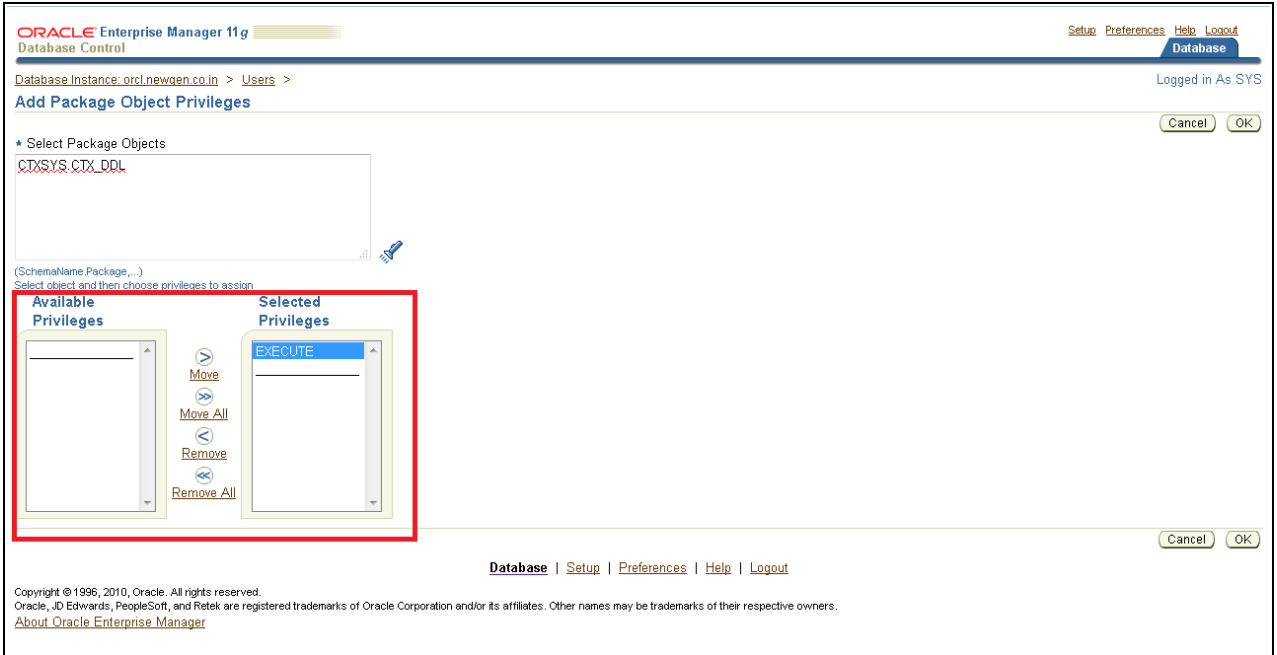 ORACLE Enterprise Manager 11g
Database Control
Setup Preferences Help Logout
Database
Database Instance: orcl.newgen.co.in > Users >
Logged in As SYS
Add Package Object Privileges
Cancel OK
* Select Package Objects
CTXSYS.CTX_DDL
(SchemaName.Package,...)
Select object and then choose privileges to assign
Available Privileges
Selected Privileges
EXECUTE
Move
Move All
Remove
Remove All
Cancel OK
Database | Setup | Preferences | Help | Logout
Copyright © 1996, 2010, Oracle. All rights reserved.
Oracle, JD Edwards, PeopleSoft, and Retek are registered trademarks of Oracle Corporation and/or its affiliates. Other names may be trademarks of their respective owners.
About Oracle Enterprise Manager